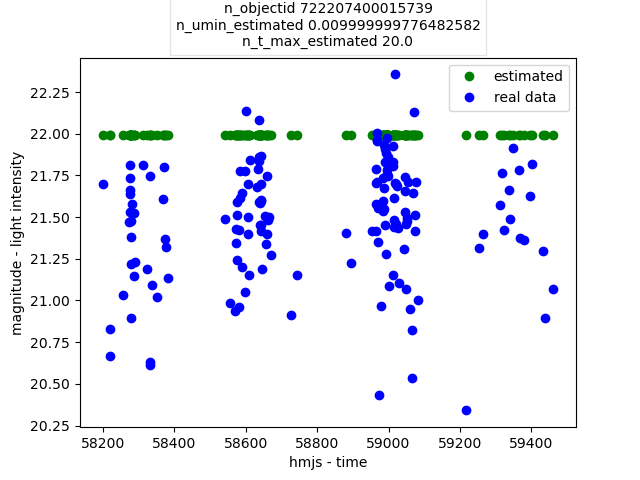 n_objectid 722207400015739
n_umin_estimated 0.009999999776482582
n_t_max_estimated 20.0
estimated
real data
magnitude - light intensity
22.25
22.00
21.75
21.50
21.25
21.00
20.75
20.50
20.25
58200 58400 58600 58800 59000 59200 59400
hmjs - time